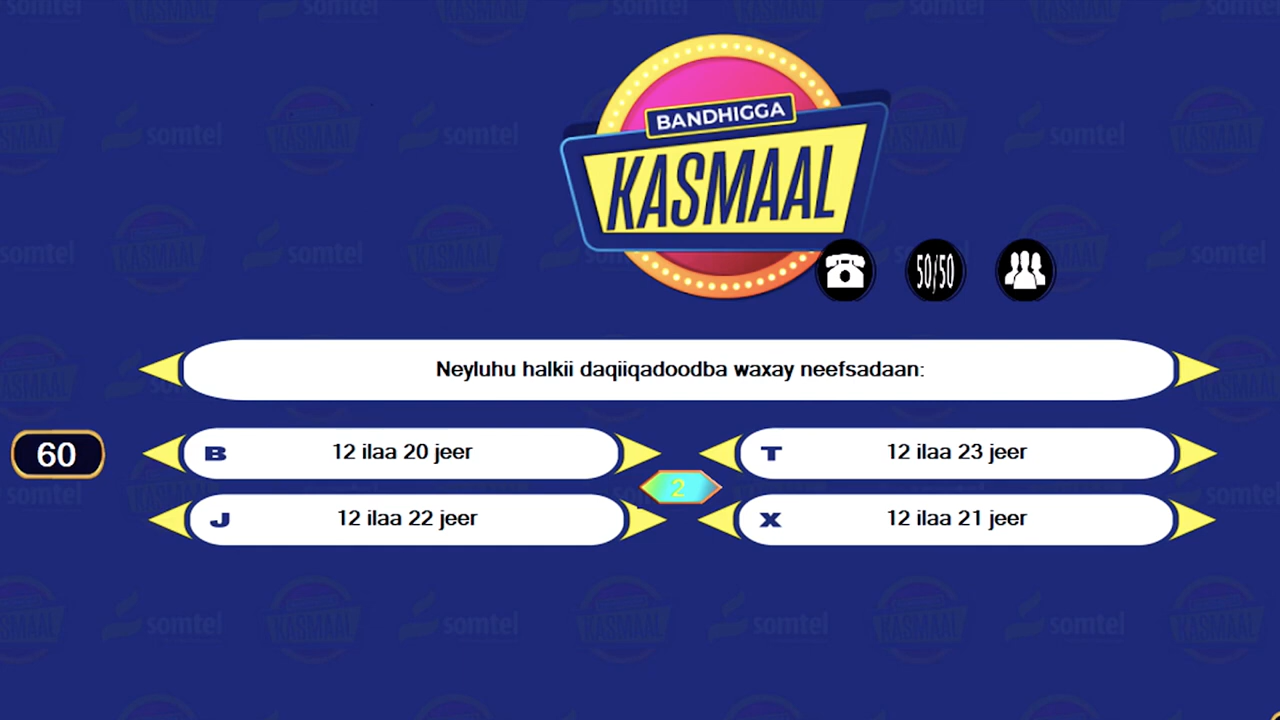 BANDHIGGA
KASMAAL
50/50
Neyluhu halkii daqiiqadoodba waxay neefsadaan:
60
B 12 ilaa 20 jeer
T 12 ilaa 23 jeer
2
J 12 ilaa 22 jeer
X 12 ilaa 21 jeer
somtel